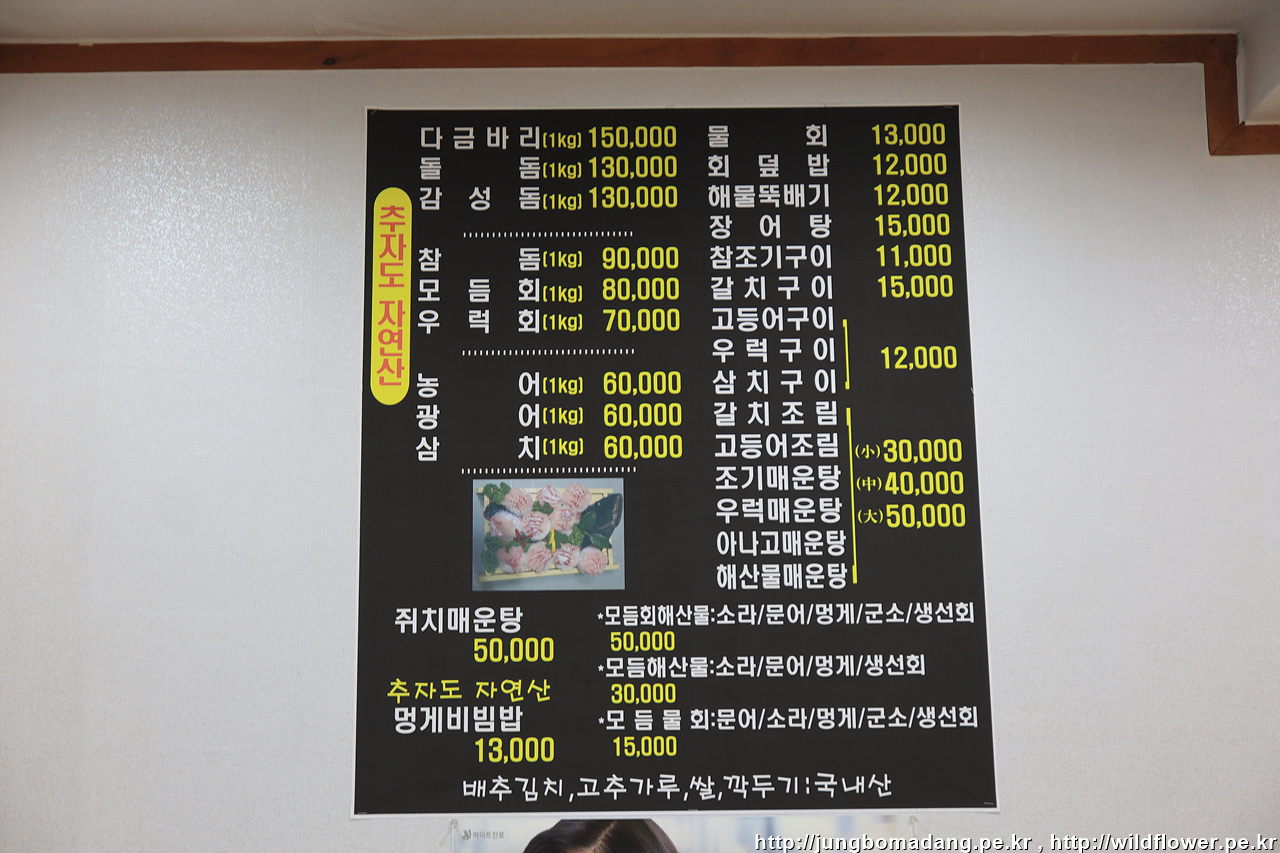 추자도 자연산
다금바리(1kg) 150,000
돌돔(1kg) 130,000
감성돔(1kg) 130,000
참돔(1kg) 90,000
모듬회(1kg) 80,000
우럭회(1kg) 70,000
농어(1kg) 60,000
광어(1kg) 60,000
삼치(1kg) 60,000
물회 13,000
회덮밥 12,000
해물뚝배기 12,000
장어탕 15,000
참조기구이 11,000
갈치구이 15,000
고등어구이
우럭구이 12,000
삼치구이
갈치조림
고등어조림 (小)30,000
조기매운탕 (中)40,000
우럭매운탕 (大)50,000
아나고매운탕
해산물매운탕
쥐치매운탕
50,000
추자도 자연산
멍게비빔밥
13,000
*모듬회해산물:소라/문어/멍게/군소/생선회
50,000
*모듬해산물:소라/문어/멍게/생선회
30,000
*모듬물회:문어/소라/멍게/군소/생선회
15,000
배추김치,고추가루,쌀,깍두기:국내산
하이트진로
http://jungbomadang.pe.kr , http://wildflower.pe.kr